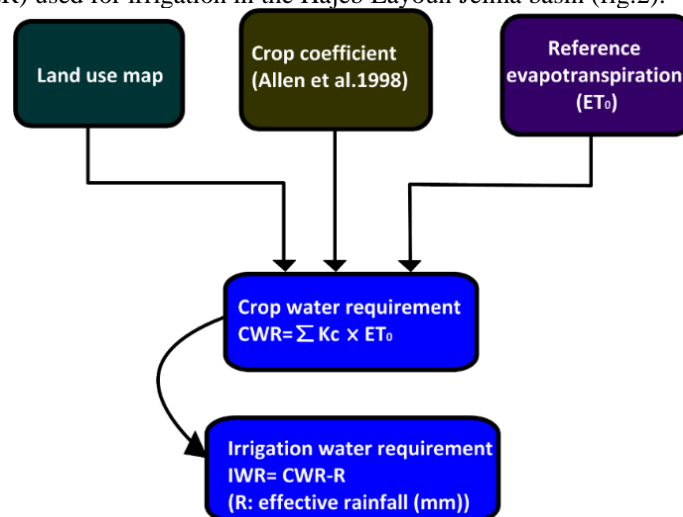 R) used for irrigation in the Hajeb Layoun-Jelma basin (fig.2).
Land use map
Crop coefficient
(Allen et al.1998)
Reference
evapotranspiration
(ET₀)
Crop water requirement
CWR=∑ Kc × ET₀
Irrigation water requirement
IWR= CWR-R
(R: effective rainfall (mm))